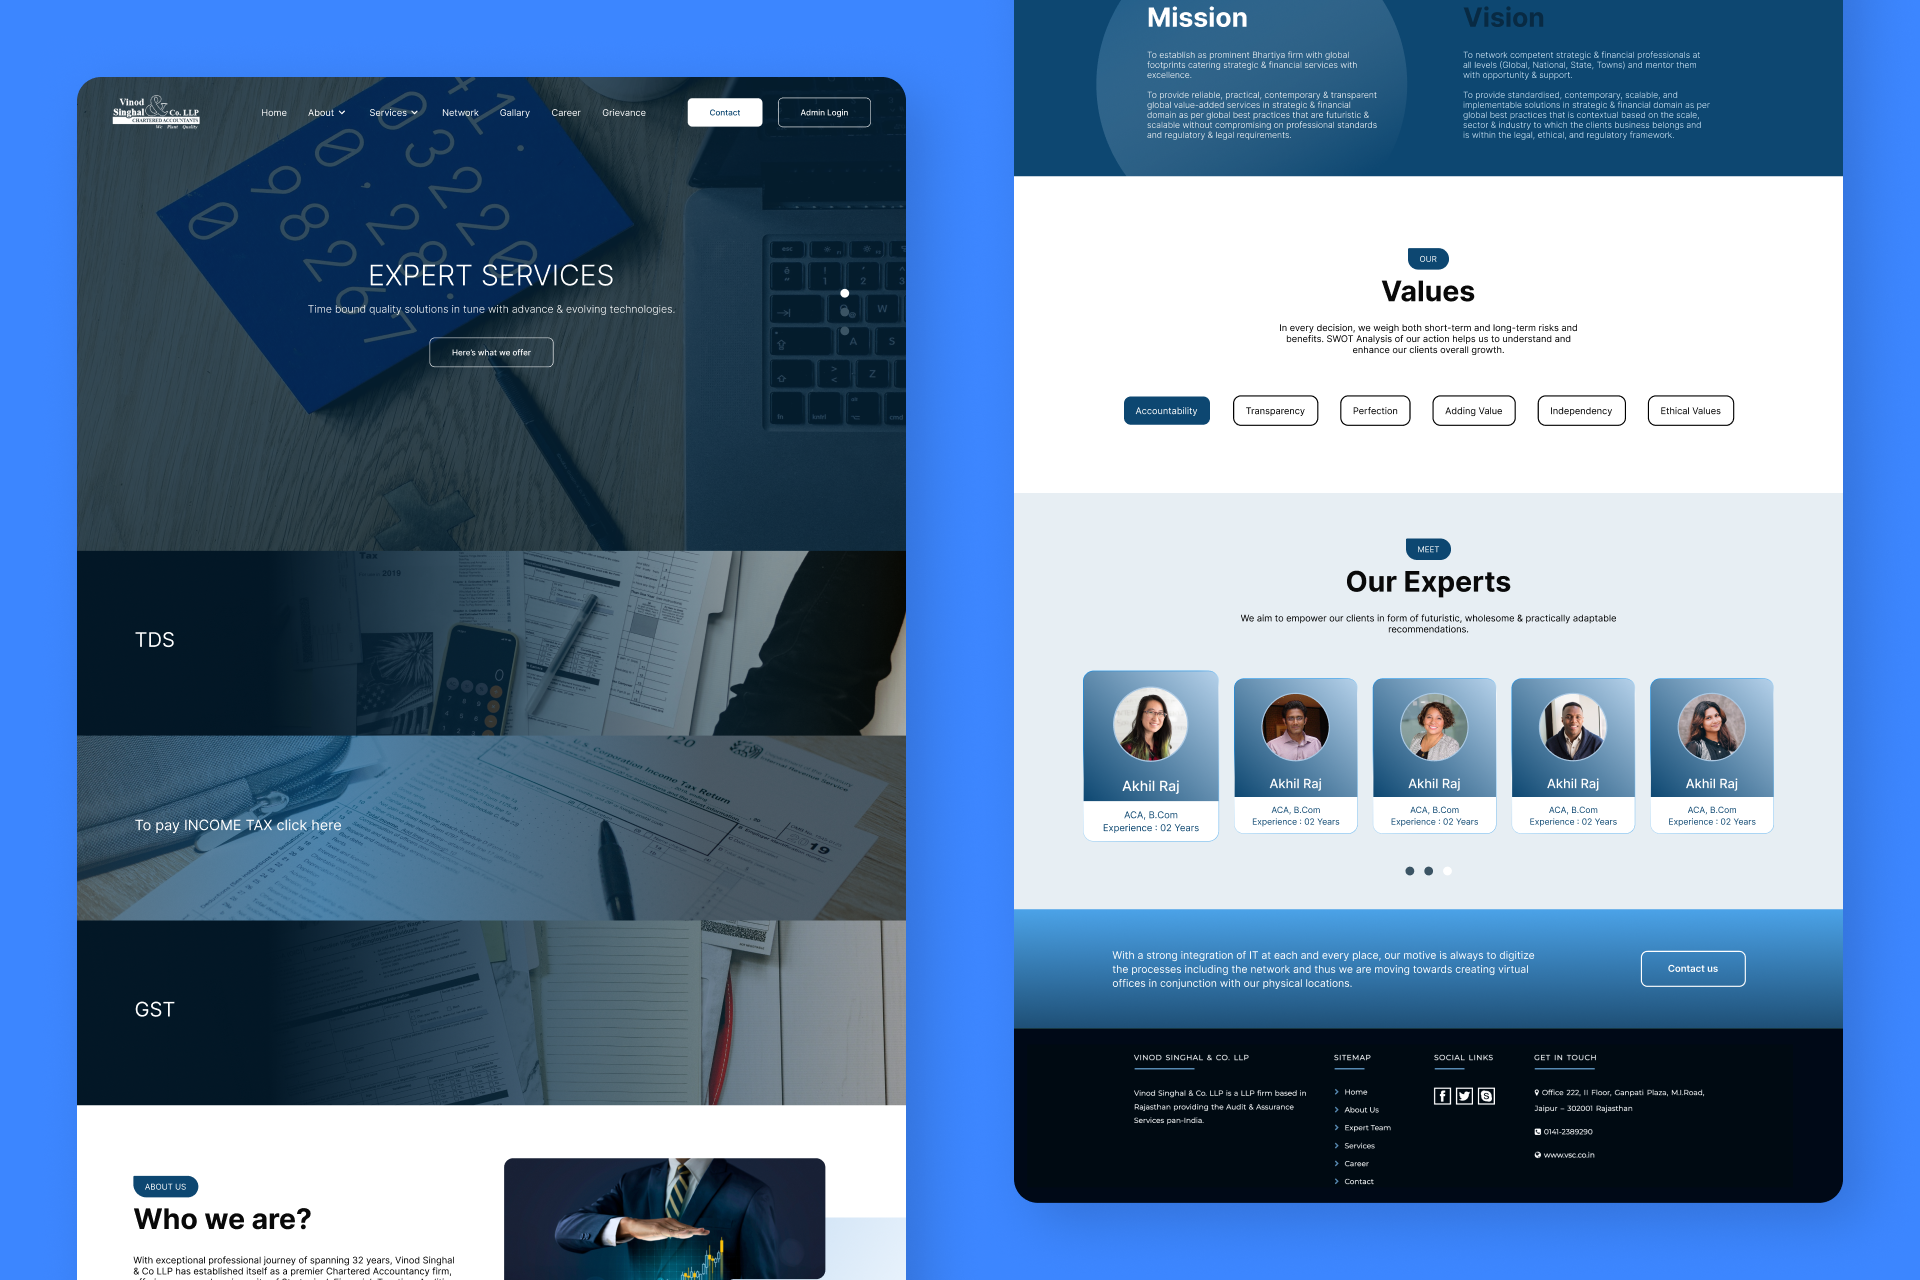 Vinod
Singhal & Co. LLP
CHARTERED ACCOUNTANTS
We Plant Quality
Home
About
Services
Network
Gallary
Career
Grievance
Contact
Admin Login
EXPERT SERVICES
Time bound quality solutions in tune with advance & evolving technologies.
Here's what we offer
TDS
To pay INCOME TAX click here
GST
ABOUT US
Who we are?
With exceptional professional journey of spanning 32 years, Vinod Singhal
& Co LLP has established itself as a premier Chartered Accountancy firm,
Mission
To establish as prominent Bhartiya firm with global
footprints catering strategic & financial services with
excellence.
To provide reliable, practical, contemporary & transparent
global value-added services in strategic & financial
domain as per global best practices that are futuristic &
scalable without compromising on professional standards
and regulatory & legal requirements.
Vision
To network competent strategic & financial professionals at
all levels (Global, National, State, Towns) and mentor them
with opportunity & support.
To provide standardised, contemporary, scalable, and
implementable solutions in strategic & financial domain as per
global best practices that is contextual based on the scale,
sector & industry to which the clients business belongs and
is within the legal, ethical, and regulatory framework.
OUR
Values
In every decision, we weigh both short-term and long-term risks and
benefits. SWOT Analysis of our action helps us to understand and
enhance our clients overall growth.
Accountability
Transparency
Perfection
Adding Value
Independency
Ethical Values
MEET
Our Experts
We aim to empower our clients in form of futuristic, wholesome & practically adaptable
recommendations.
Akhil Raj
ACA, B.Com
Experience : 02 Years
Akhil Raj
ACA, B.Com
Experience : 02 Years
Akhil Raj
ACA, B.Com
Experience : 02 Years
Akhil Raj
ACA, B.Com
Experience : 02 Years
Akhil Raj
ACA, B.Com
Experience : 02 Years
With a strong integration of IT at each and every place, our motive is always to digitize
the processes including the network and thus we are moving towards creating virtual
offices in conjunction with our physical locations.
Contact us
VINOD SINGHAL & CO. LLP
Vinod Singhal & Co. LLP is a LLP firm based in
Rajasthan providing the Audit & Assurance
Services pan-India.
SITEMAP
Home
About Us
Expert Team
Services
Career
Contact
SOCIAL LINKS
GET IN TOUCH
Office 222, II Floor, Ganpati Plaza, M.I.Road,
Jaipur – 302001 Rajasthan
0141-2389290
www.vsc.co.in